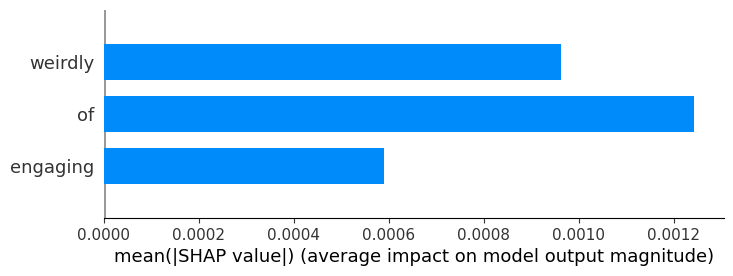 weirdly
of
engaging
0.0000 0.0002 0.0004 0.0006 0.0008 0.0010 0.0012
mean(|SHAP value|) (average impact on model output magnitude)